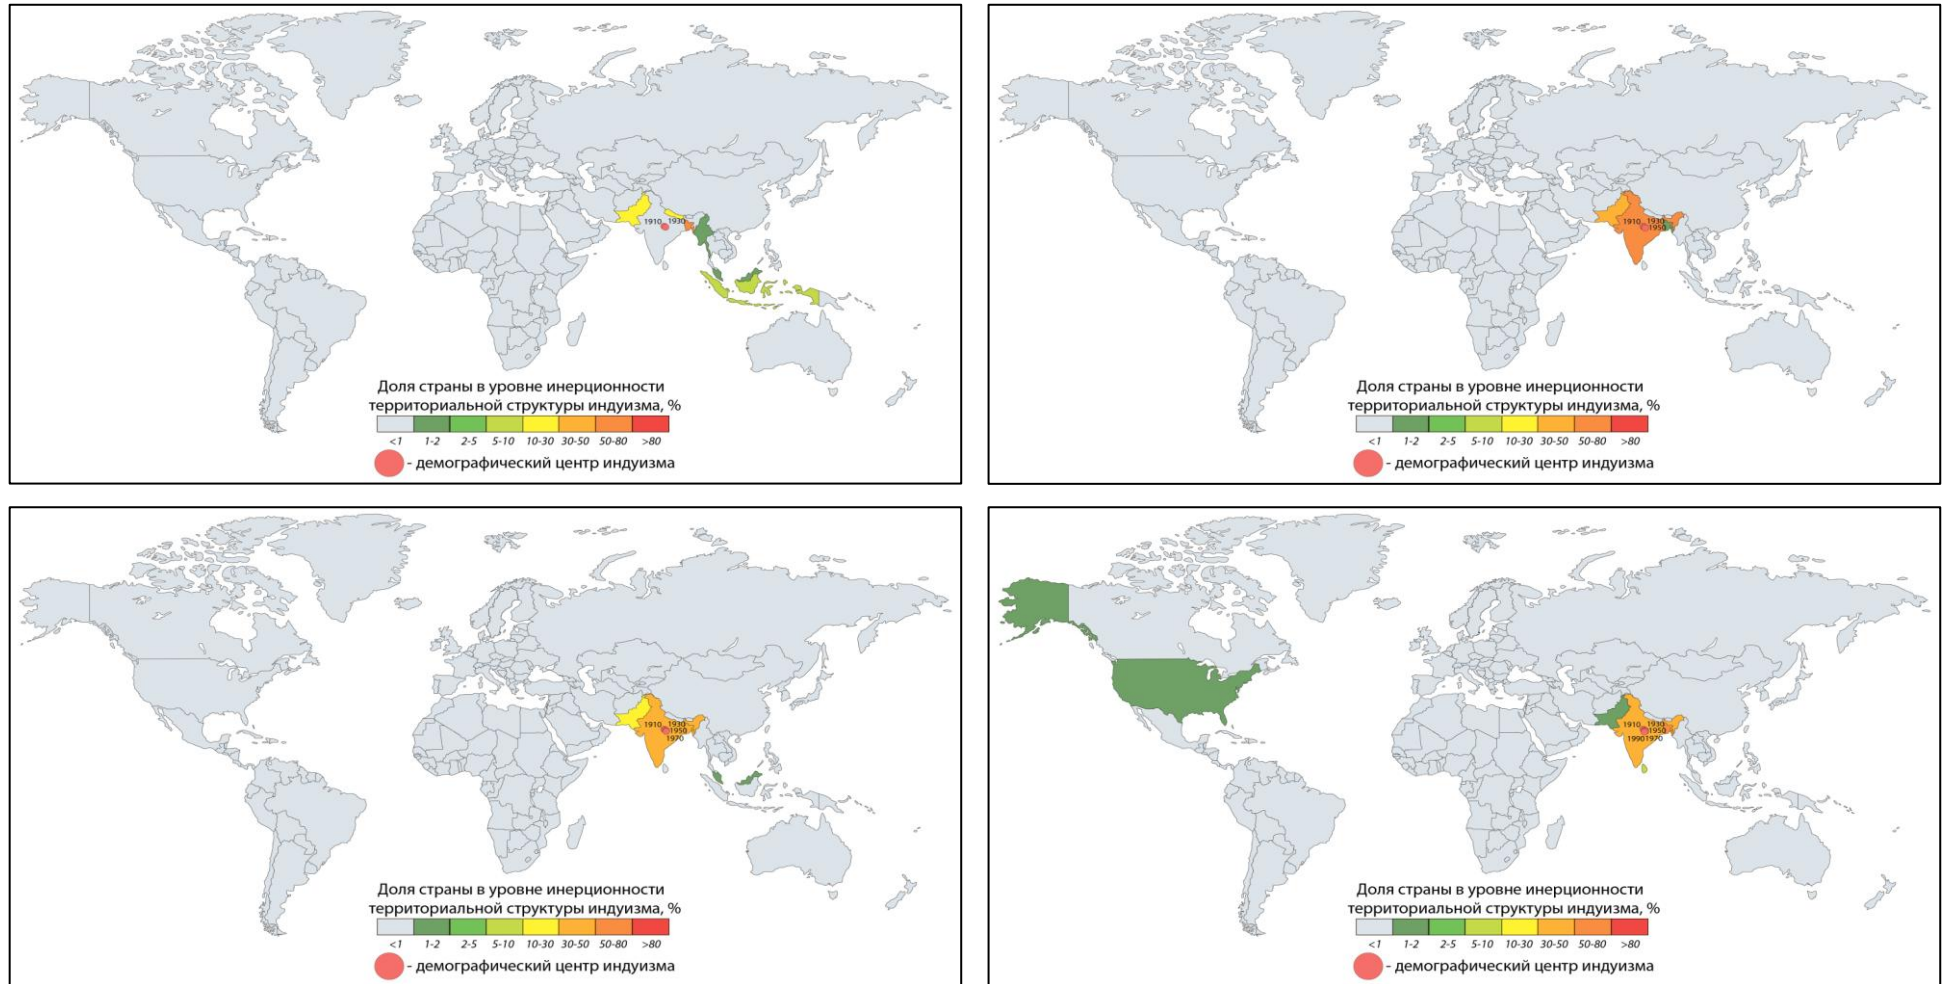 1910 1930
Доля страны в уровне инерционности
территориальной структуры индуизма, %
<1 1-2 2-5 5-10 10-30 30-50 50-80 >80
- демографический центр индуизма
1910 1930
1950
Доля страны в уровне инерционности
территориальной структуры индуизма, %
<1 1-2 2-5 5-10 10-30 30-50 50-80 >80
- демографический центр индуизма
1910 1930
1950
1970
Доля страны в уровне инерционности
территориальной структуры индуизма, %
<1 1-2 2-5 5-10 10-30 30-50 50-80 >80
- демографический центр индуизма
1910 1930
1950
1990 1970
Доля страны в уровне инерционности
территориальной структуры индуизма, %
<1 1-2 2-5 5-10 10-30 30-50 50-80 >80
- демографический центр индуизма